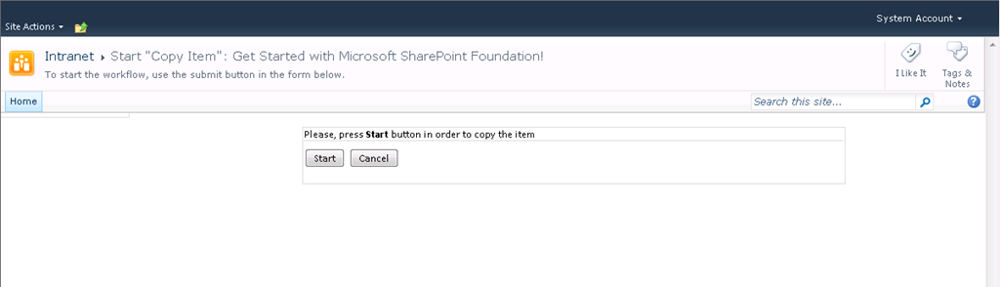 Site Actions
System Account
Intranet ▸ Start "Copy Item": Get Started with Microsoft SharePoint Foundation!
To start the workflow, use the submit button in the form below.
I Like It
Tags &
Notes
Home
Search this site...
?
Please, press Start button in order to copy the item
Start
Cancel